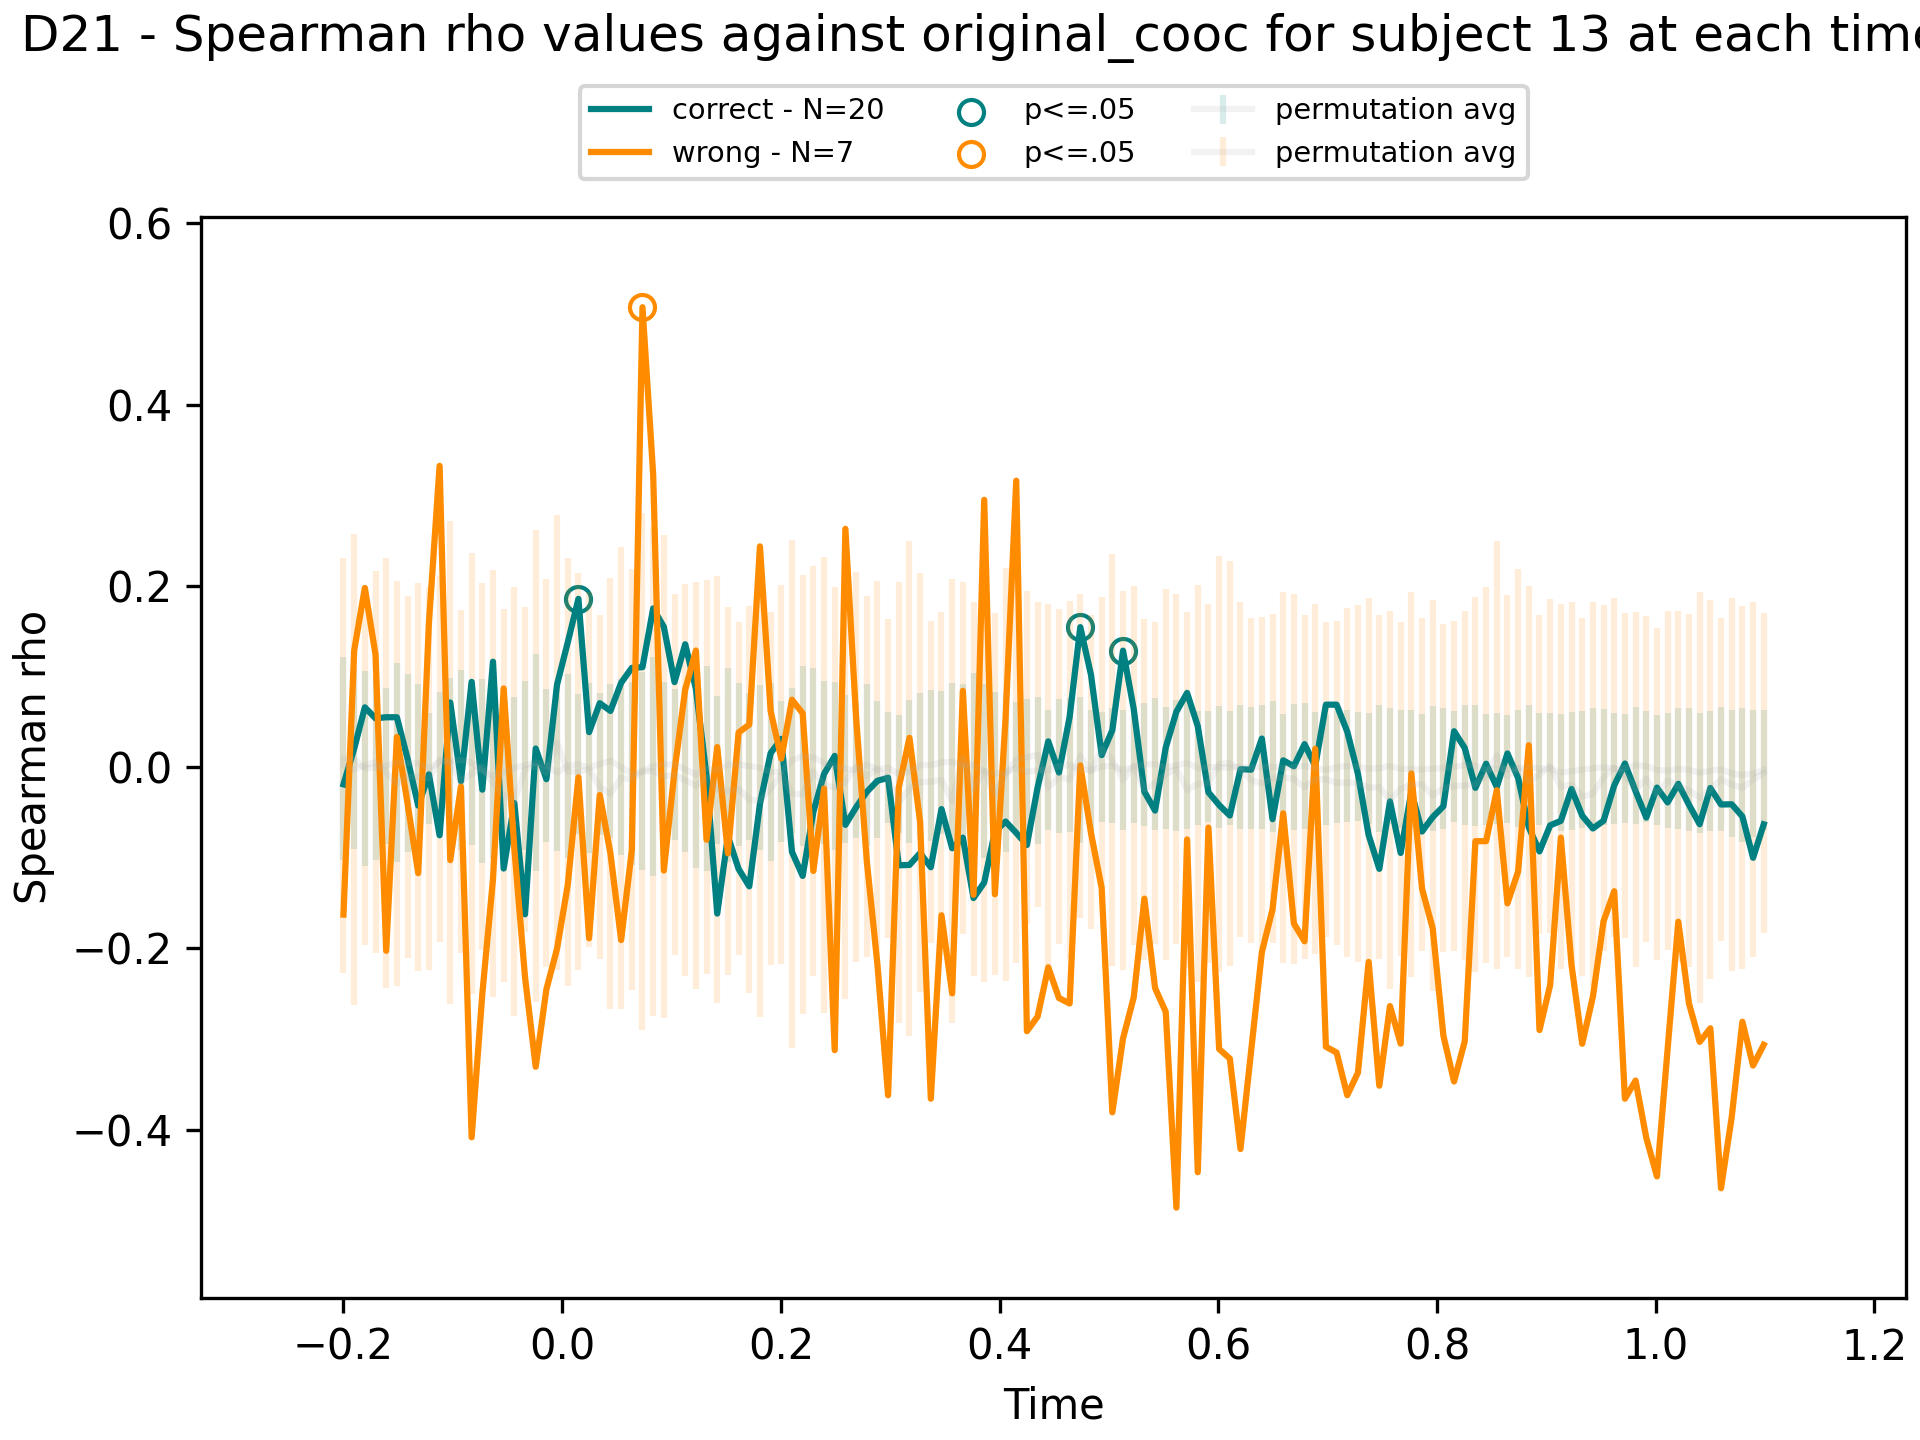 D21 - Spearman rho values against original_cooc for subject 13 at each
correct - N=20
wrong - N=7
p<=.05
p<=.05
permutation avg
permutation avg
Spearman rho
0.6
0.4
0.2
0.0
−0.2
−0.4
−0.2 0.0 0.2 0.4 0.6 0.8 1.0 1.2
Time